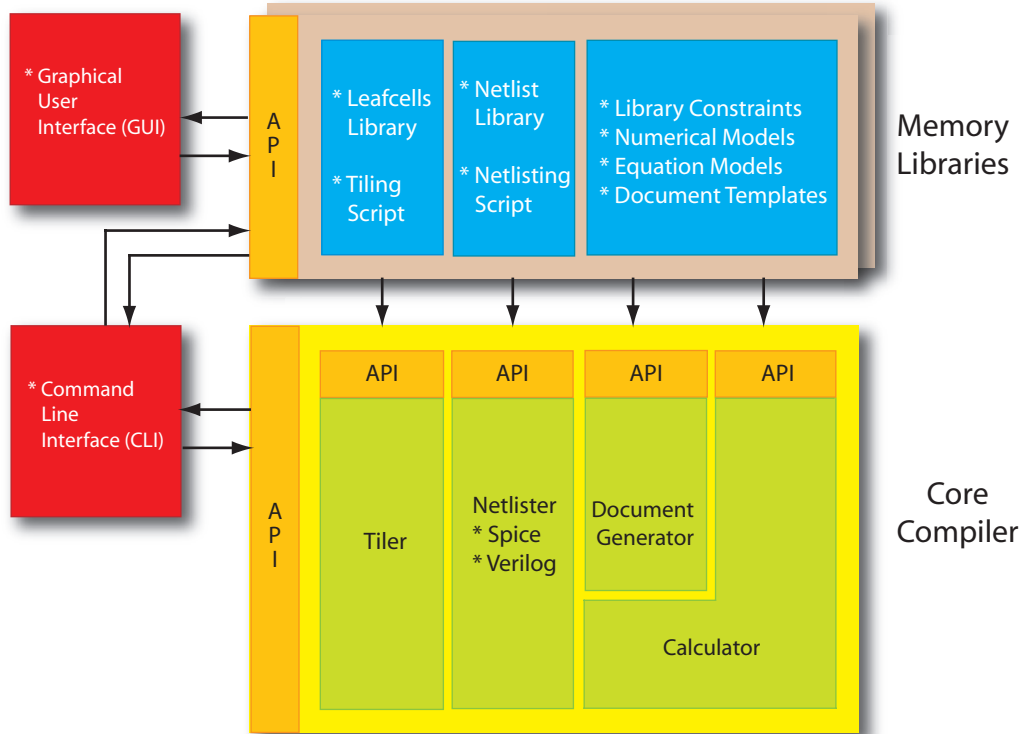 * Graphical
User
Interface (GUI)
A
P
I
* Leafcells
Library
* Tiling
Script
* Netlist
Library
* Netlisting
Script
* Library Constraints
* Numerical Models
* Equation Models
* Document Templates
Memory
Libraries
* Command
Line
Interface (CLI)
A
P
I
API
API
API
API
Tiler
Netlister
* Spice
* Verilog
Document
Generator
Calculator
Core
Compiler